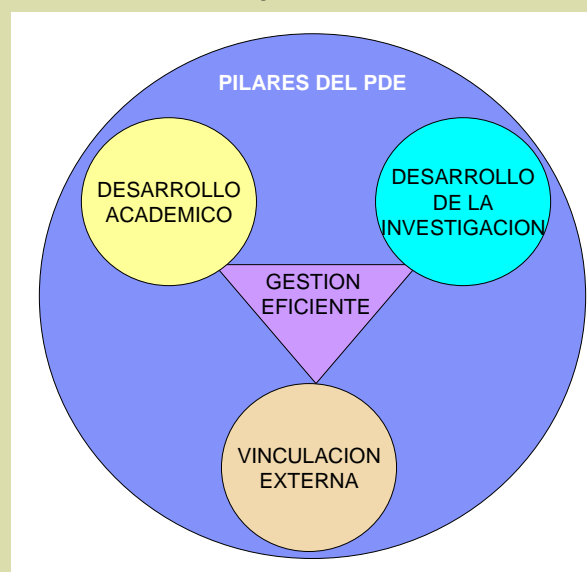 PILARES DEL PDE
DESARROLLO
ACADEMICO
DESARROLLO
DE LA
INVESTIGACION
GESTION
EFICIENTE
VINCULACION
EXTERNA